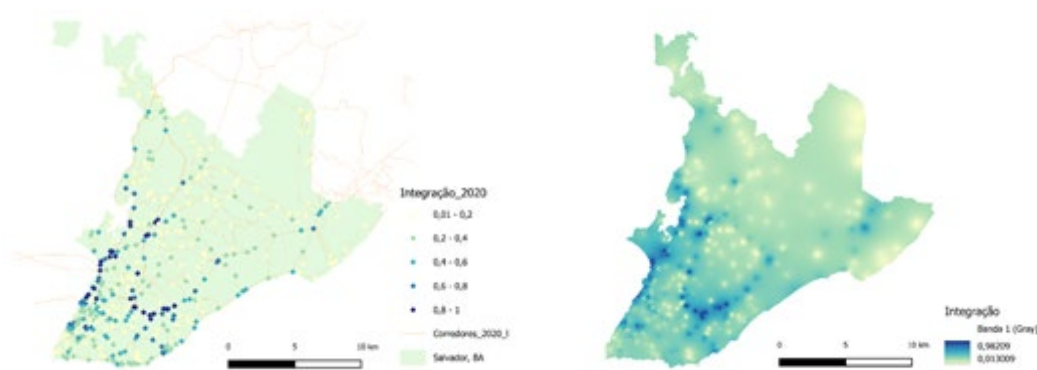 Integração_2020
0,01 - 0,2
0,2 - 0,4
0,4 - 0,6
0,6 - 0,8
0,8 - 1
Corredores_2020_l
Salvador, BA
0 5 10 km
Integração
Banda 1 (Gray)
0,98209
0,013009
0 5 10 km